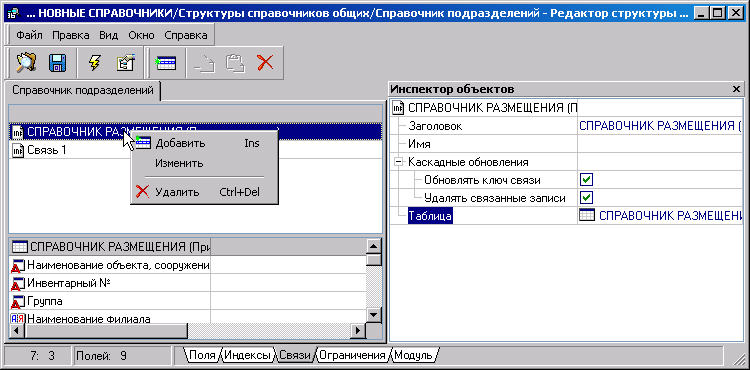 ... НОВНЫЕ СПРАВОЧНИКИ/Структуры справочников общих/Справочник подразделений - Редактор структуры ...
Файл Правка Вид Окно Справка
Справочник подразделений
СПРАВОЧНИК РАЗМЕЩЕНИЯ (П
Связь 1
Добавить Ins
Изменить
Удалить Ctrl+Del
СПРАВОЧНИК РАЗМЕЩЕНИЯ (При
Наименование объекта, сооружени
Инвентарный №
Группа
Наименование Филиала
Инспектор объектов
СПРАВОЧНИК РАЗМЕЩЕНИЯ (П
Заголовок СПРАВОЧНИК РАЗМЕЩЕНИЯ (
Имя
Каскадные обновления
Обновлять ключ связи
Удалять связанные записи
Таблица СПРАВОЧНИК РАЗМЕЩЕНИ
7: 3 Полей: 9 Поля Индексы Связи Ограничения Модуль